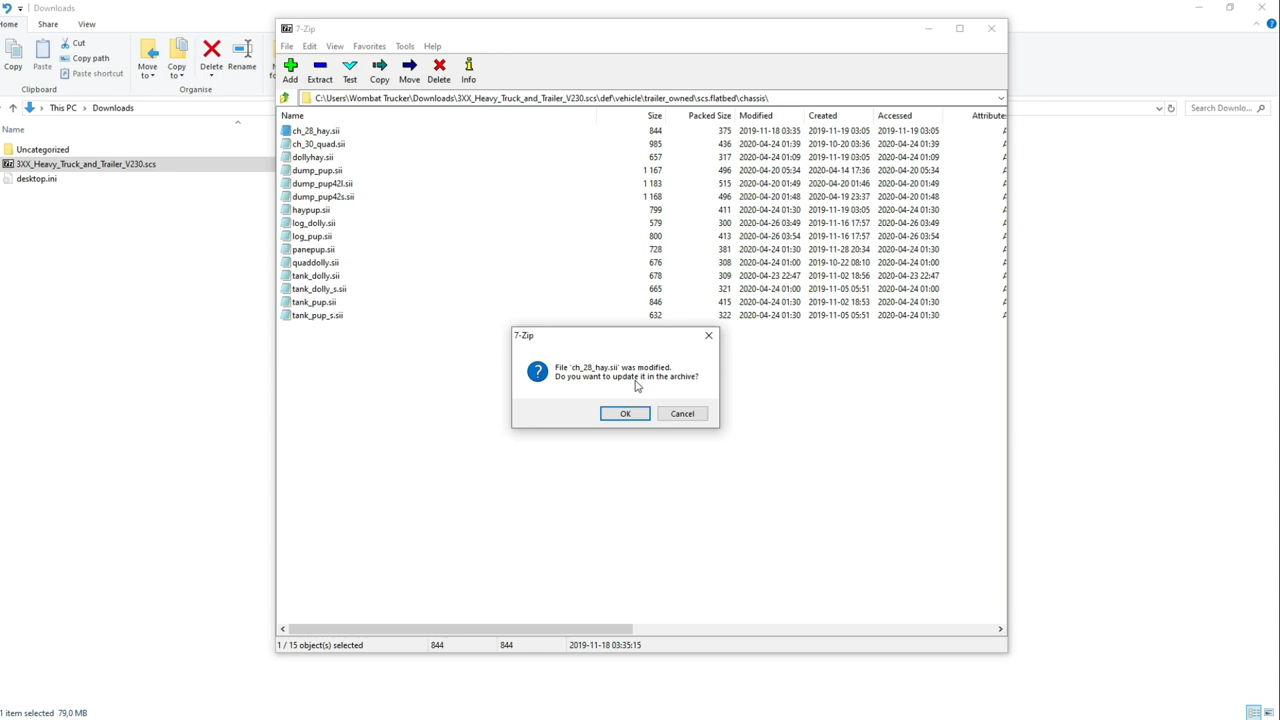 Downloads
Home Share View
Copy Paste Cut Copy path Paste shortcut Move to Copy to Delete Rename
Clipboard Organise
This PC Downloads Search Downlo...
Name
Uncategorized
3XX_Heavy_Truck_and_Trailer_V230.scs
desktop.ini
7-Zip
File Edit View Favorites Tools Help
Add Extract Test Copy Move Delete Info
C:\Users\Wombat Trucker\Downloads\3XX_Heavy_Truck_and_Trailer_V230.scs\def\vehicle\trailer_owned\scs.flatbed\chassis\
Name Size Packed Size Modified Created Accessed Attributes
ch_28_hay.sii 844 375 2019-11-18 03:35 2019-11-19 03:05 2019-11-19 03:05
ch_30_quad.sii 985 436 2020-04-24 01:39 2019-10-20 03:36 2020-04-24 01:39
dollyhay.sii 657 317 2020-04-24 01:09 2019-11-19 03:05 2020-04-24 01:09
dump_pup.sii 1 167 496 2020-04-20 05:34 2020-04-14 17:36 2020-04-20 05:34
dump_pup42l.sii 1 183 515 2020-04-20 01:49 2020-04-20 01:46 2020-04-20 01:49
dump_pup42s.sii 1 168 496 2020-04-20 01:48 2020-04-19 23:37 2020-04-20 01:48
haypup.sii 799 411 2020-04-24 01:30 2019-11-19 03:05 2020-04-24 01:30
log_dolly.sii 579 300 2020-04-26 03:49 2019-11-16 17:57 2020-04-26 03:49
log_pup.sii 800 413 2020-04-26 03:54 2019-11-16 17:57 2020-04-26 03:54
panepup.sii 728 381 2020-04-24 01:30 2019-11-28 20:34 2020-04-24 01:30
quaddolly.sii 676 308 2020-04-24 01:00 2019-10-22 08:10 2020-04-24 01:00
tank_dolly.sii 678 309 2020-04-23 22:47 2019-11-02 18:56 2020-04-23 22:47
tank_dolly_s.sii 665 321 2020-04-24 01:00 2019-11-05 05:51 2020-04-24 01:00
tank_pup.sii 846 415 2020-04-24 01:30 2019-11-02 18:53 2020-04-24 01:30
tank_pup_s.sii 632 322 2020-04-24 01:30 2019-11-05 05:51 2020-04-24 01:30
7-Zip
File 'ch_28_hay.sii' was modified.
Do you want to update it in the archive?
OK Cancel
1 / 15 object(s) selected 844 844 2019-11-18 03:35:15
1 item selected 79,0 MB